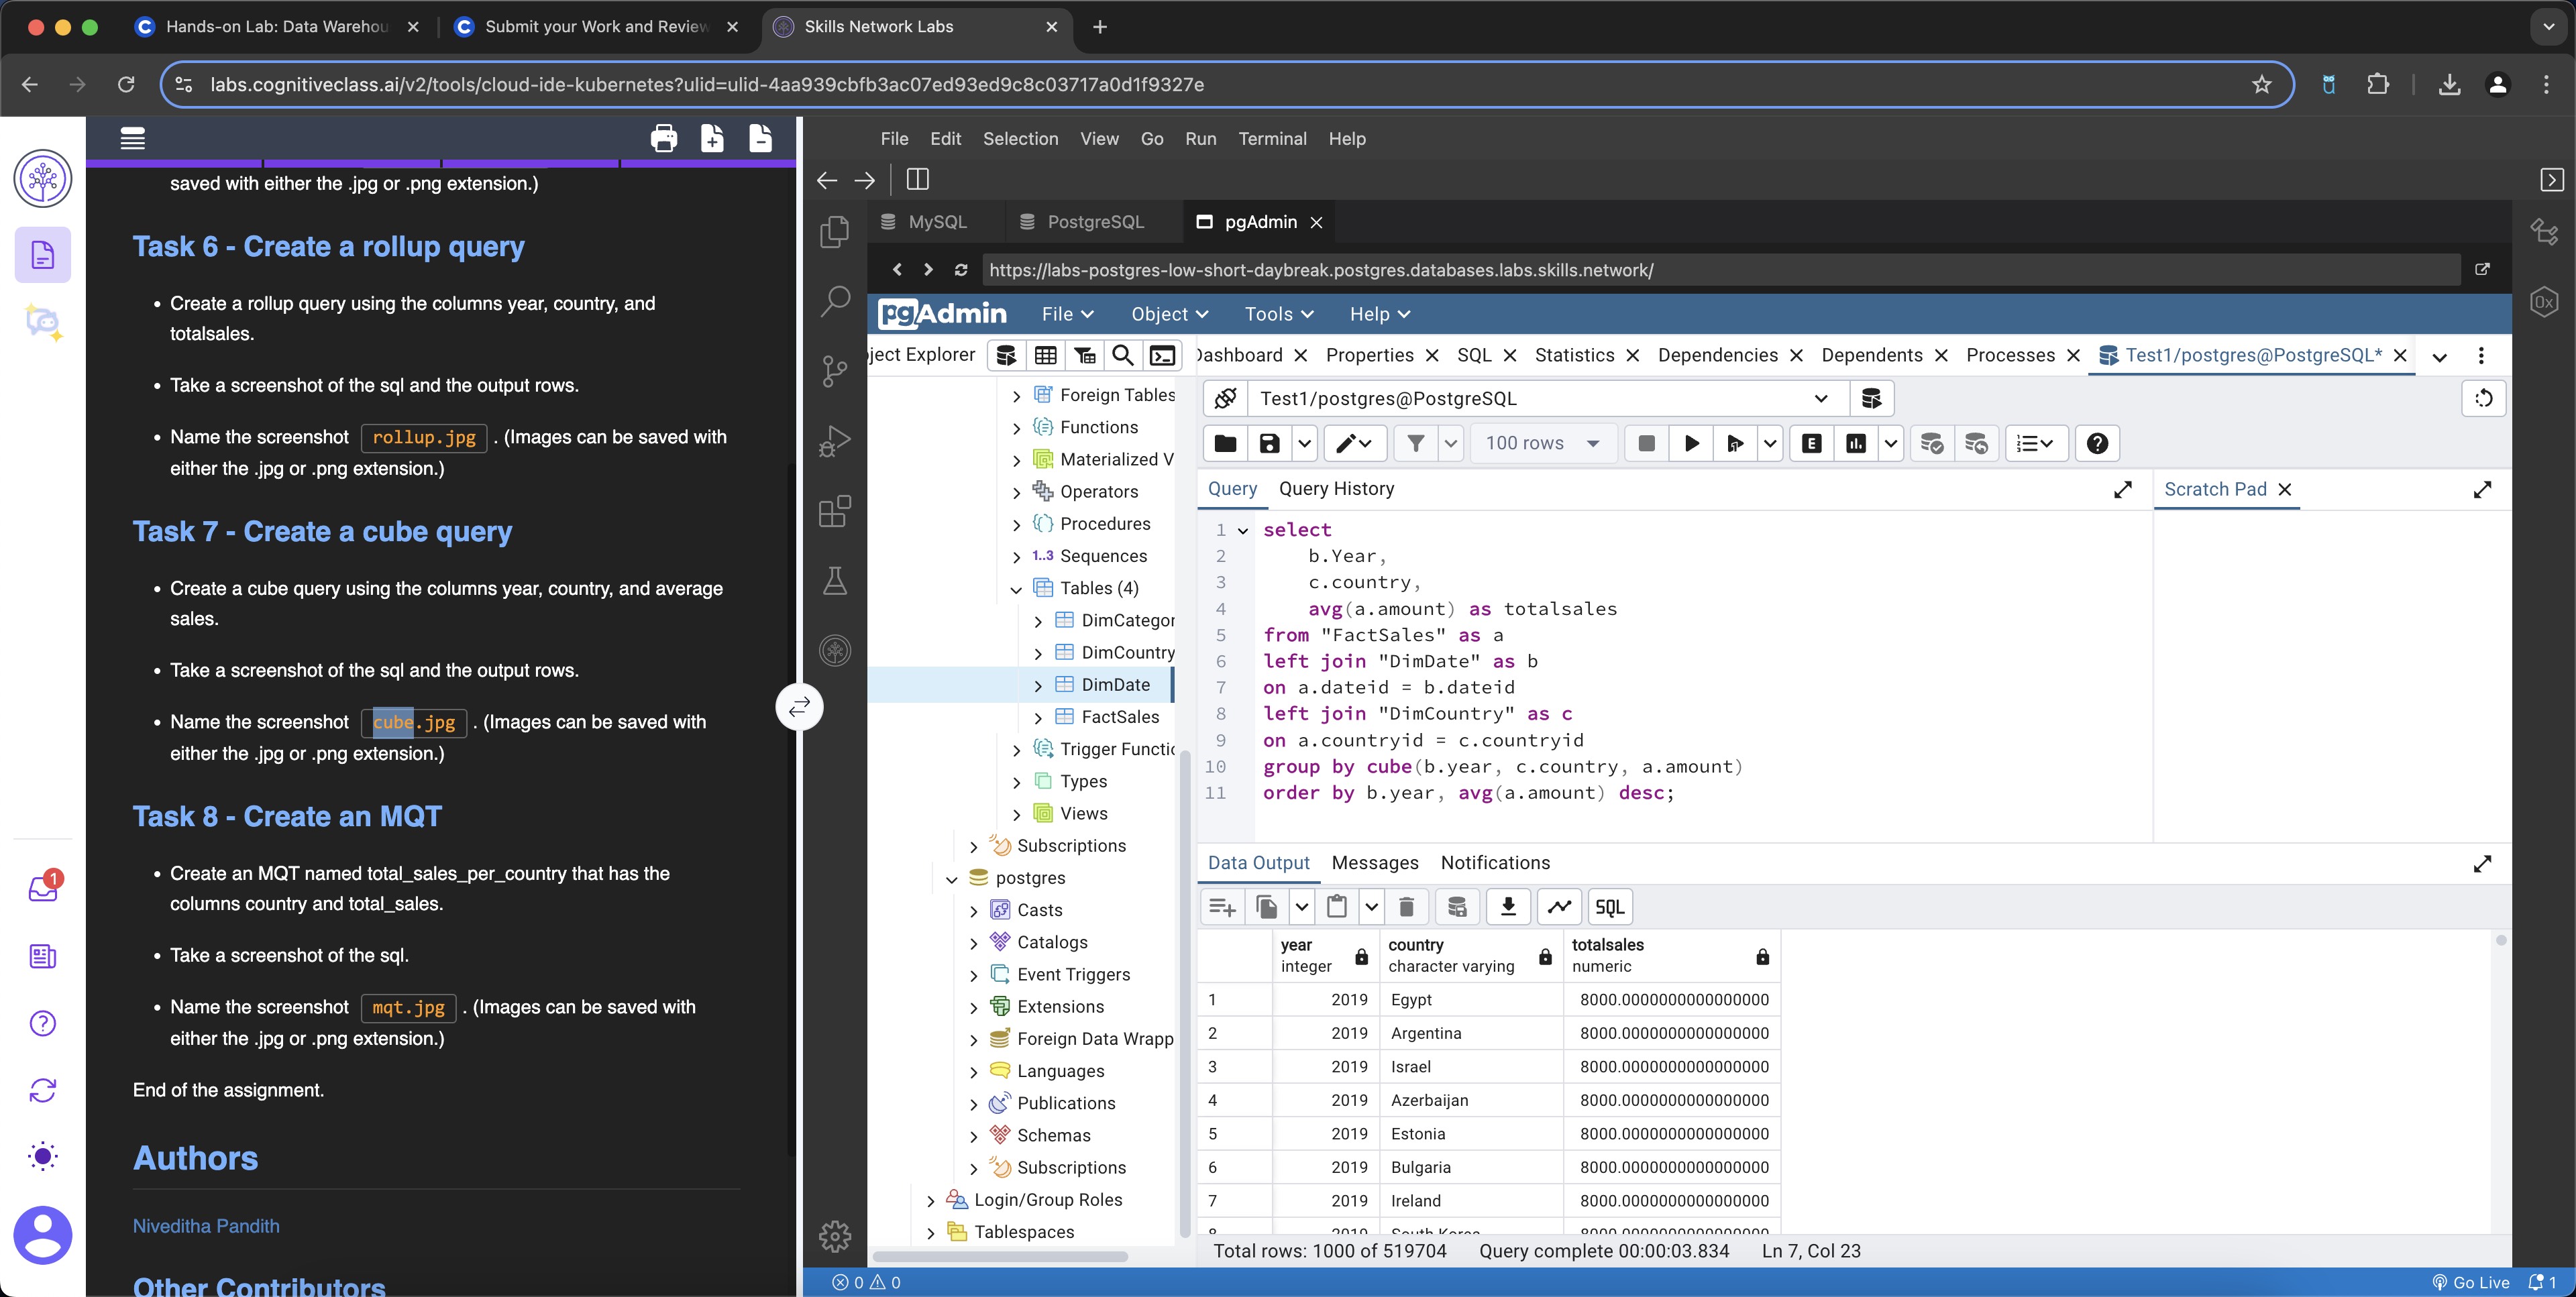 Hands-on Lab: Data Warehou
Submit your Work and Review
Skills Network Labs
labs.cognitiveclass.ai/v2/tools/cloud-ide-kubernetes?ulid=ulid-4aa939cbfb3ac07ed93ed9c8c03717a0d1f9327e
saved with either the .jpg or .png extension.)
Task 6 - Create a rollup query
• Create a rollup query using the columns year, country, and
totalsales.
• Take a screenshot of the sql and the output rows.
• Name the screenshot rollup.jpg . (Images can be saved with
either the .jpg or .png extension.)
Task 7 - Create a cube query
• Create a cube query using the columns year, country, and average
sales.
• Take a screenshot of the sql and the output rows.
• Name the screenshot cube.jpg . (Images can be saved with
either the .jpg or .png extension.)
Task 8 - Create an MQT
• Create an MQT named total_sales_per_country that has the
columns country and total_sales.
• Take a screenshot of the sql.
• Name the screenshot mqt.jpg . (Images can be saved with
either the .jpg or .png extension.)
End of the assignment.
Authors
Niveditha Pandith
Other Contributors
1
File Edit Selection View Go Run Terminal Help
MySQL PostgreSQL pgAdmin
https://labs-postgres-low-short-daybreak.postgres.databases.labs.skills.network/
pgAdmin File Object Tools Help
ject Explorer
Dashboard Properties SQL Statistics Dependencies Dependents Processes Test1/postgres@PostgreSQL*
Foreign Tables
Functions
Materialized V
Operators
Procedures
1..3 Sequences
Tables (4)
DimCategor
DimCountry
DimDate
FactSales
Trigger Functio
Types
Views
Subscriptions
postgres
Casts
Catalogs
Event Triggers
Extensions
Foreign Data Wrapp
Languages
Publications
Schemas
Subscriptions
Login/Group Roles
Tablespaces
Test1/postgres@PostgreSQL
100 rows E
Query Query History
Scratch Pad
1 select
2 b.Year,
3 c.country,
4 avg(a.amount) as totalsales
5 from "FactSales" as a
6 left join "DimDate" as b
7 on a.dateid = b.dateid
8 left join "DimCountry" as c
9 on a.countryid = c.countryid
10 group by cube(b.year, c.country, a.amount)
11 order by b.year, avg(a.amount) desc;
Data Output Messages Notifications
SQL
year country totalsales
integer character varying numeric
1 2019 Egypt 8000.0000000000000000
2 2019 Argentina 8000.0000000000000000
3 2019 Israel 8000.0000000000000000
4 2019 Azerbaijan 8000.0000000000000000
5 2019 Estonia 8000.0000000000000000
6 2019 Bulgaria 8000.0000000000000000
7 2019 Ireland 8000.0000000000000000
8 2019 South Korea 8000.0000000000000000
Total rows: 1000 of 519704 Query complete 00:00:03.834 Ln 7, Col 23
0 0
Go Live 1
0x